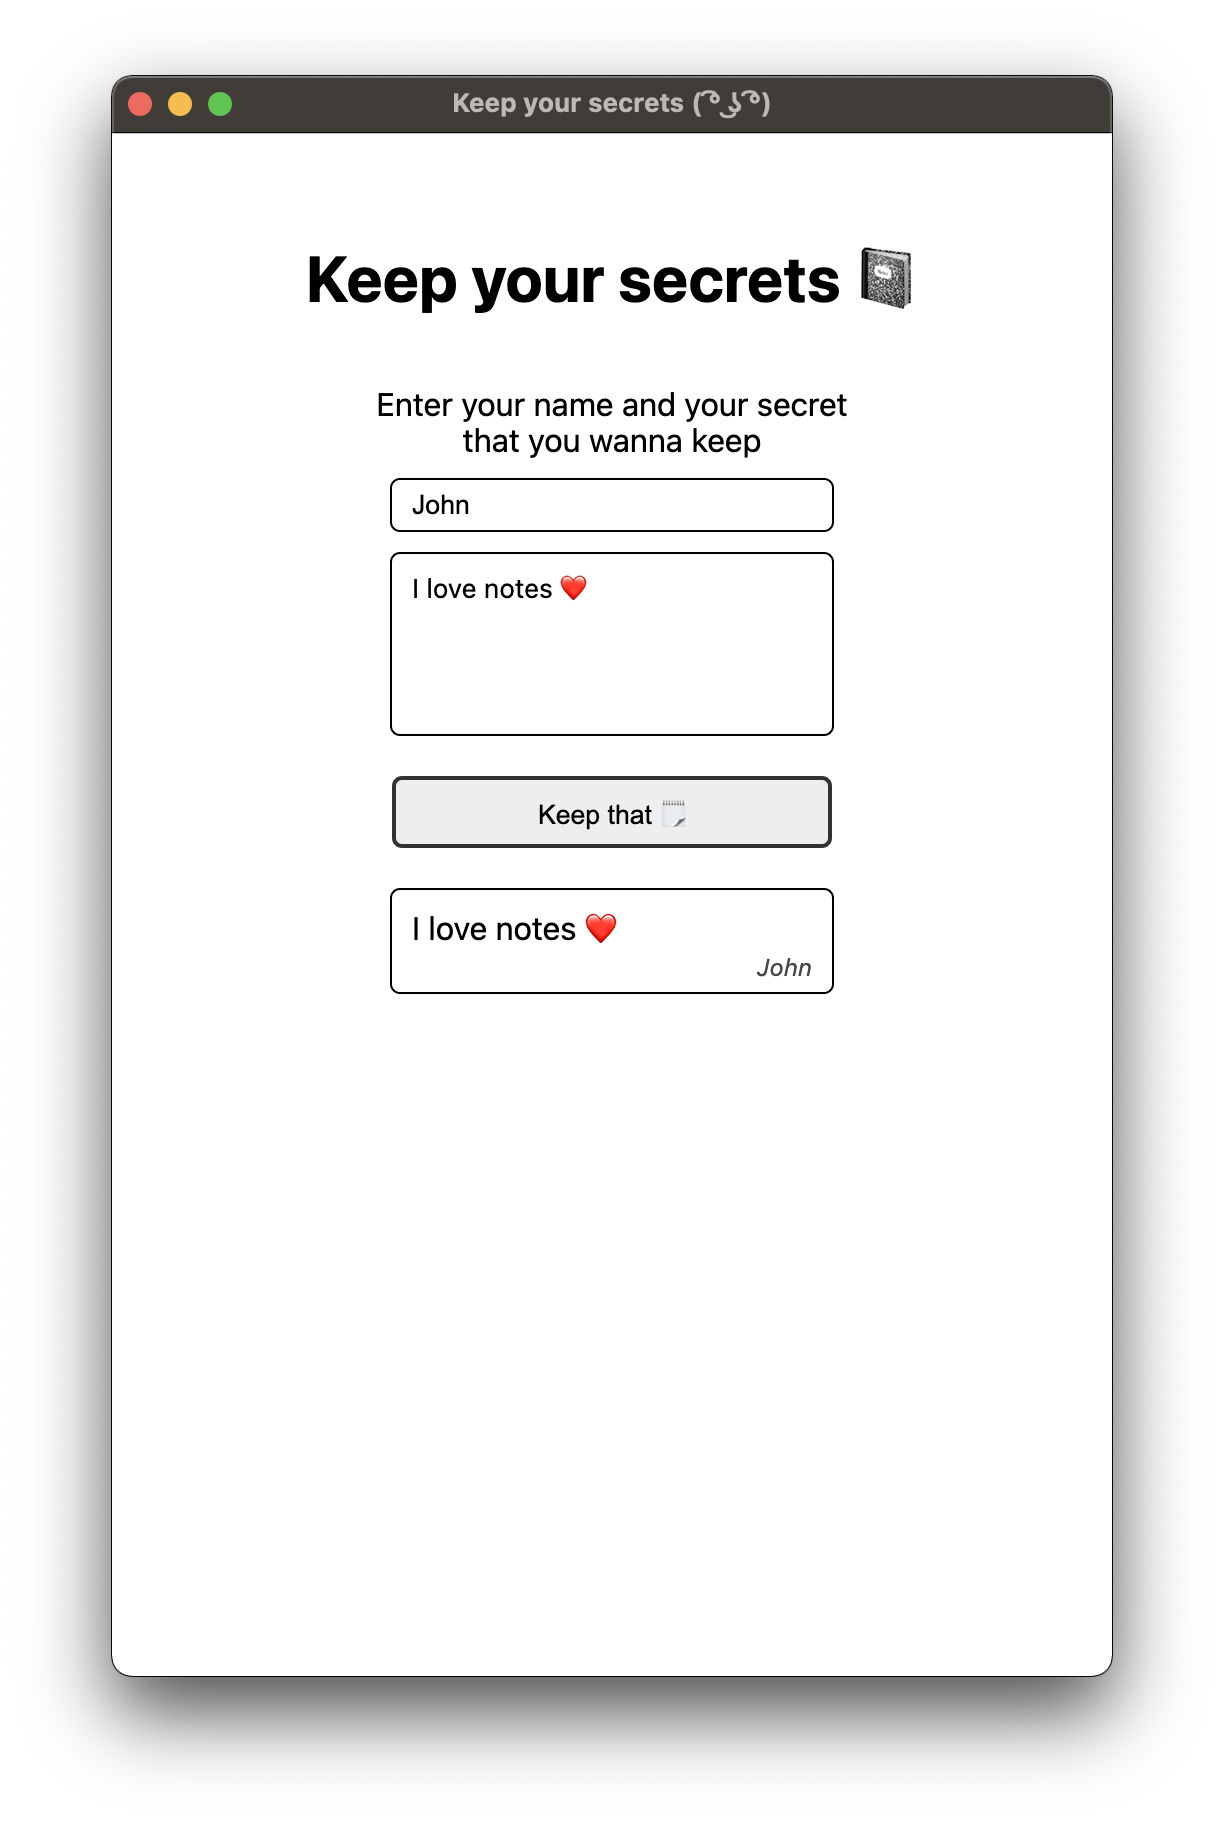 Keep your secrets ( ͡° ͜ʖ ͡°)
Keep your secrets 📓
Enter your name and your secret
that you wanna keep
John
I love notes ❤️
Keep that 🗒️
I love notes ❤️
John